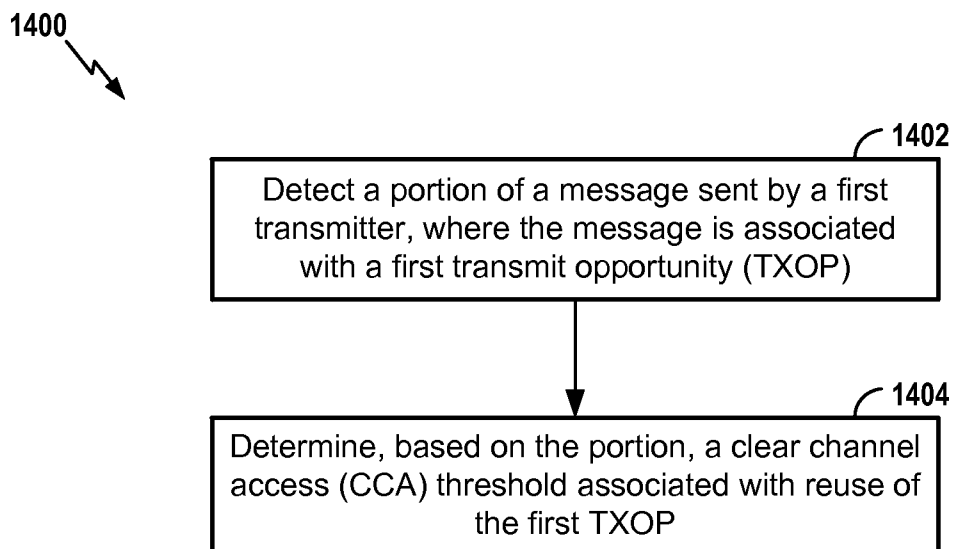 1400
1402
Detect a portion of a message sent by a first
transmitter, where the message is associated
with a first transmit opportunity (TXOP)
1404
Determine, based on the portion, a clear channel
access (CCA) threshold associated with reuse of
the first TXOP